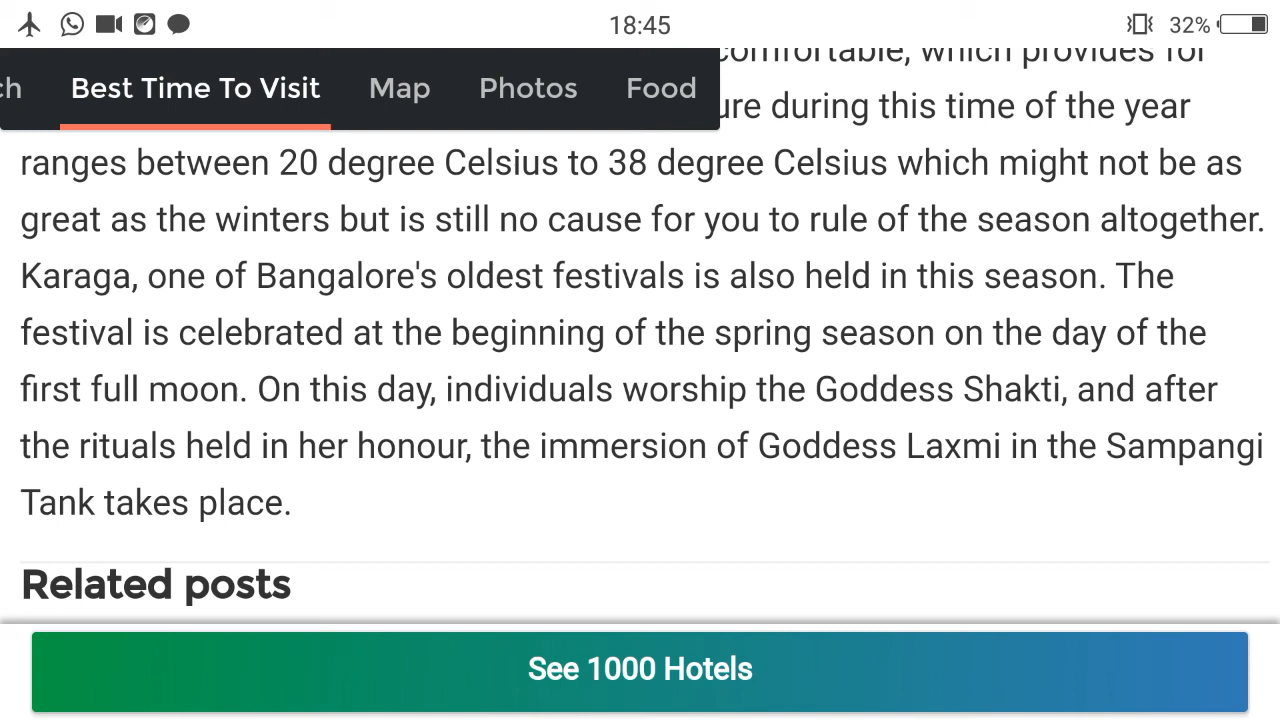 18:45
32%
comfortable, which provides for
ch Best Time To Visit Map Photos Food
ure during this time of the year
ranges between 20 degree Celsius to 38 degree Celsius which might not be as
great as the winters but is still no cause for you to rule of the season altogether.
Karaga, one of Bangalore's oldest festivals is also held in this season. The
festival is celebrated at the beginning of the spring season on the day of the
first full moon. On this day, individuals worship the Goddess Shakti, and after
the rituals held in her honour, the immersion of Goddess Laxmi in the Sampangi
Tank takes place.
Related posts
See 1000 Hotels